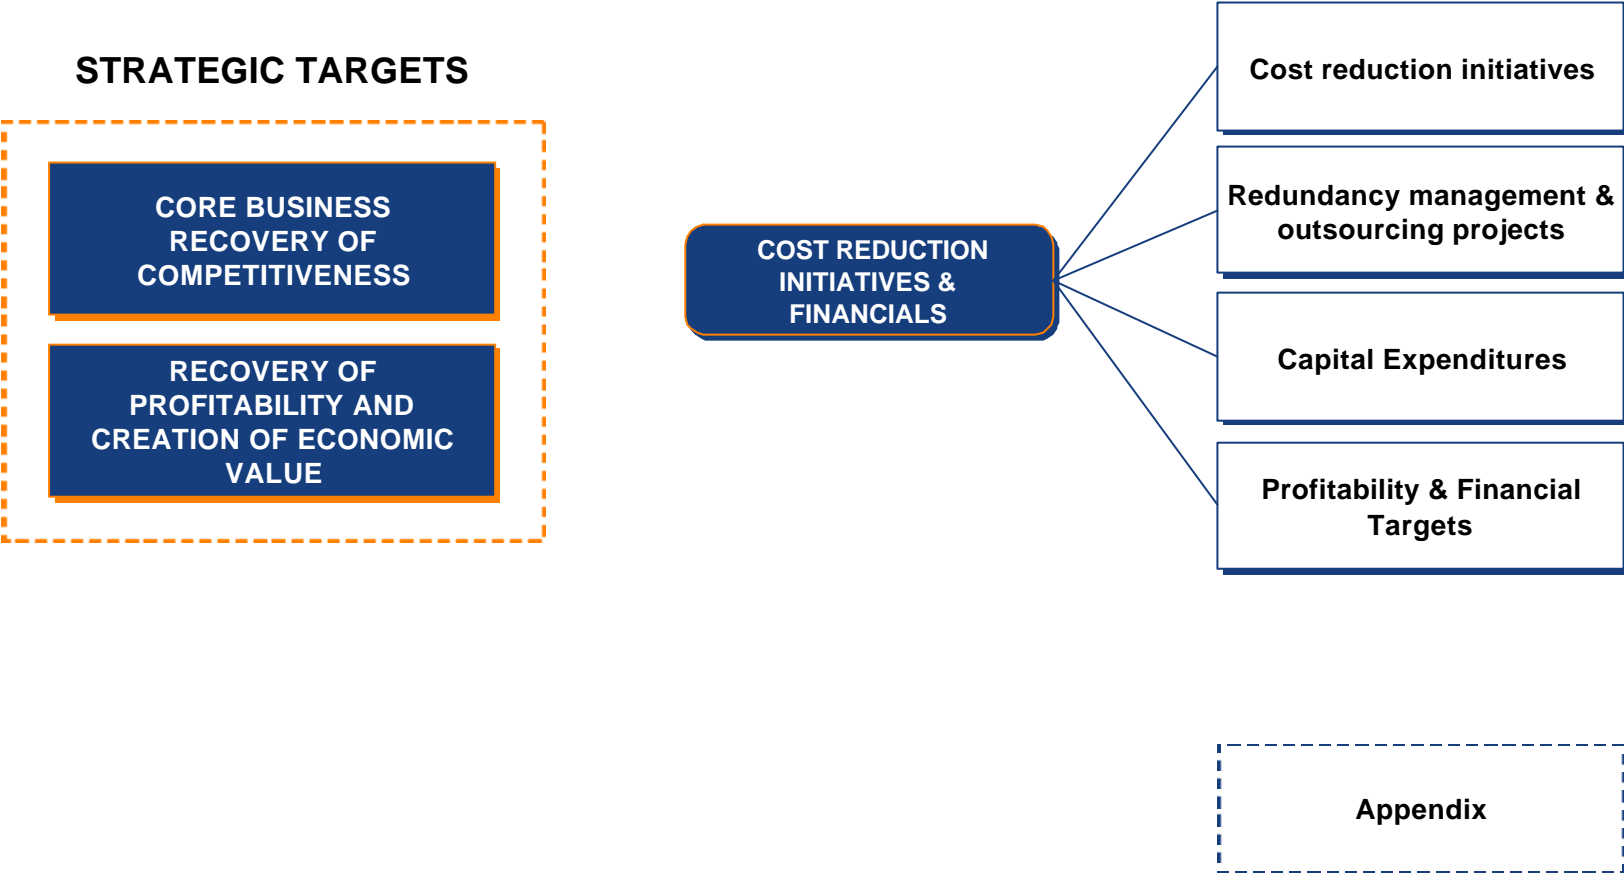 STRATEGIC TARGETS
CORE BUSINESS
RECOVERY OF
COMPETITIVENESS
RECOVERY OF
PROFITABILITY AND
CREATION OF ECONOMIC
VALUE
COST REDUCTION
INITIATIVES &
FINANCIALS
Cost reduction initiatives
Redundancy management &
outsourcing projects
Capital Expenditures
Profitability & Financial
Targets
Appendix